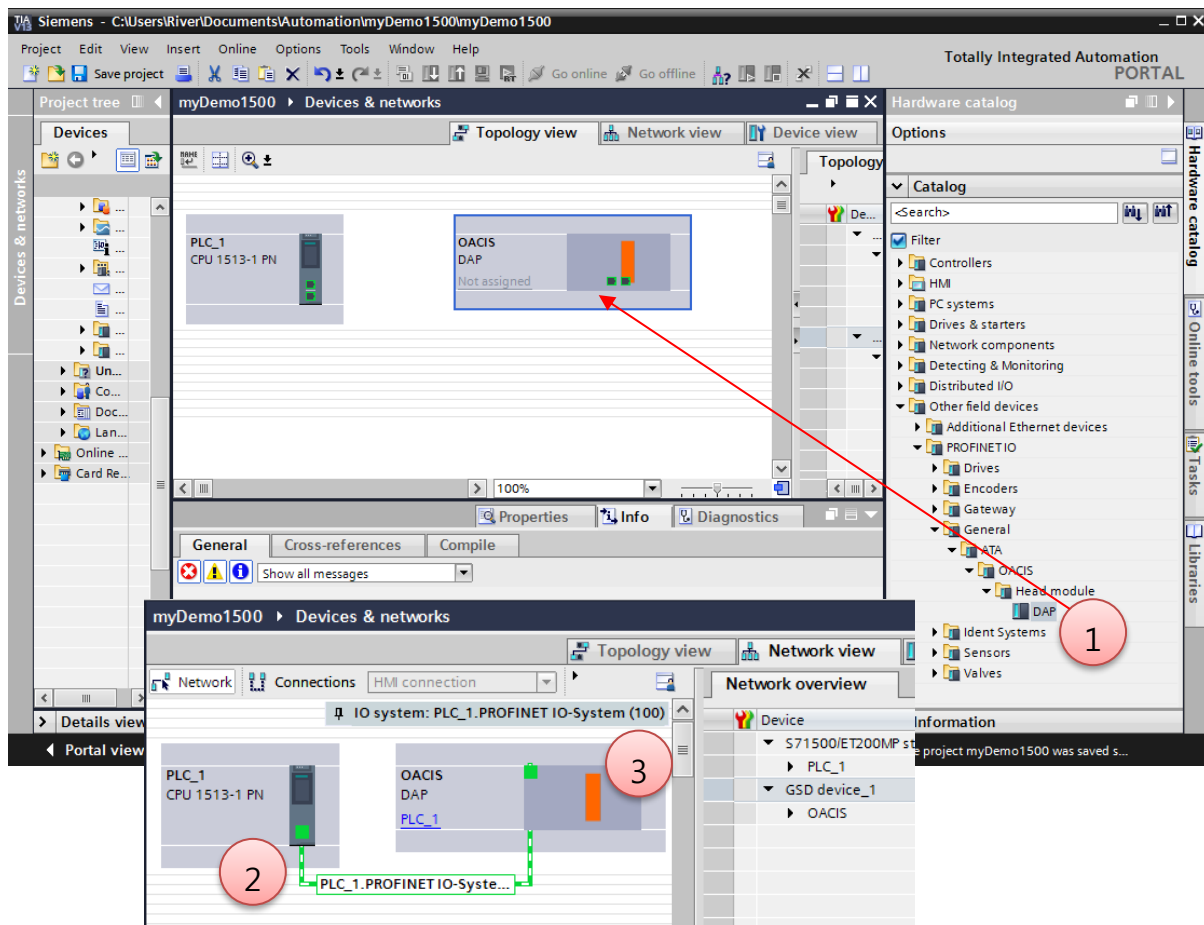 Siemens - C:\Users\River\Documents\Automation\myDemo1500\myDemo1500
Project Edit View Insert Online Options Tools Window Help
Totally Integrated Automation
PORTAL
Save project Go online Go offline
Project tree
myDemo1500 Devices & networks
Hardware catalog
Devices
Topology view Network view Device view
Options
Topology
Catalog
<Search>
De...
Filter
PLC_1
CPU 1513-1 PN
OACIS
DAP
Not assigned
Controllers
HMI
PC systems
Drives & starters
Network components
Detecting & Monitoring
Distributed I/O
Other field devices
Additional Ethernet devices
PROFINET IO
Drives
Encoders
Gateway
General
ATA
OACIS
Head module
DAP
Ident Systems
Sensors
Valves
1
Un...
Co...
Doc...
Lan...
Online ...
Card Re...
100%
Properties Info Diagnostics
General Cross-references Compile
Show all messages
Details view
Portal view
Information
e project myDemo1500 was saved s...
Devices & networks
Hardware catalog
Online tools
Tasks
Libraries
myDemo1500 Devices & networks
Topology view Network view
Network Connections HMI connection
Network overview
IO system: PLC_1.PROFINET IO-System (100)
Device
S71500/ET200MP st
PLC_1
GSD device_1
OACIS
PLC_1
CPU 1513-1 PN
OACIS
DAP
PLC_1
3
2
PLC_1.PROFINET IO-Syste...